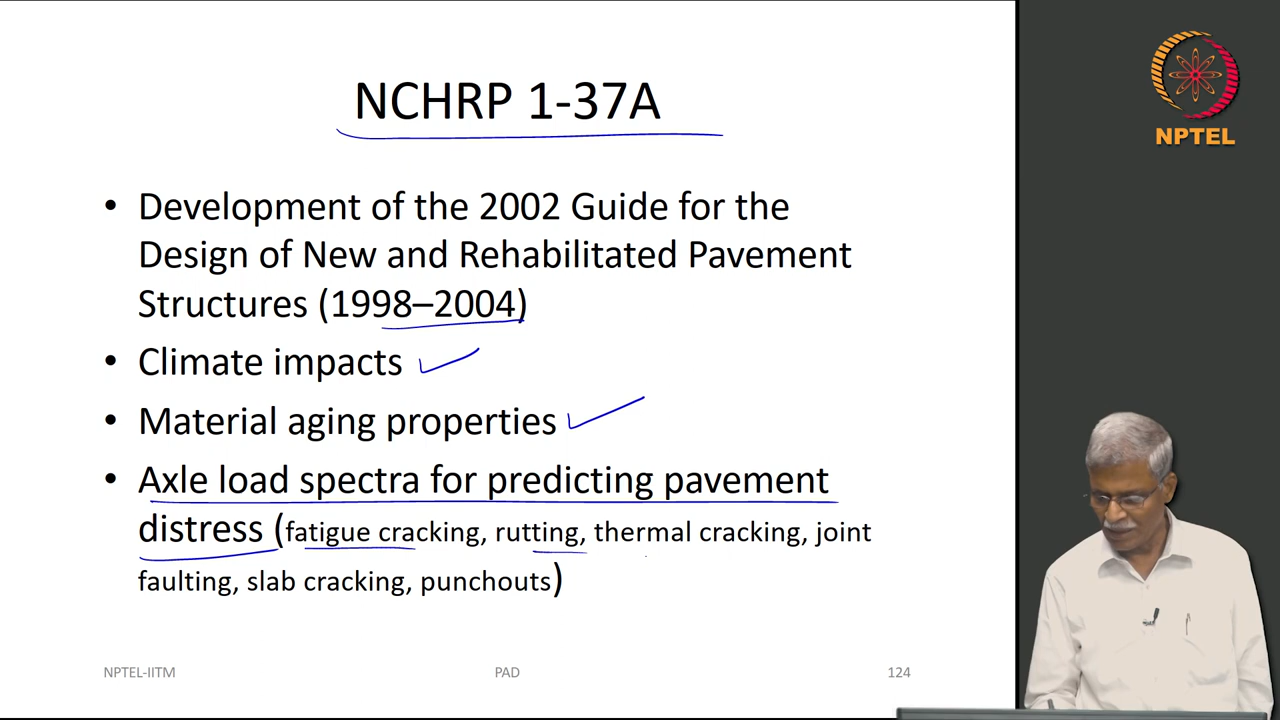 NCHRP 1-37A
NPTEL
• Development of the 2002 Guide for the
Design of New and Rehabilitated Pavement
Structures (1998–2004)
• Climate impacts
• Material aging properties
• Axle load spectra for predicting pavement
distress (fatigue cracking, rutting, thermal cracking, joint
faulting, slab cracking, punchouts)
NPTEL-IITM
PAD
124